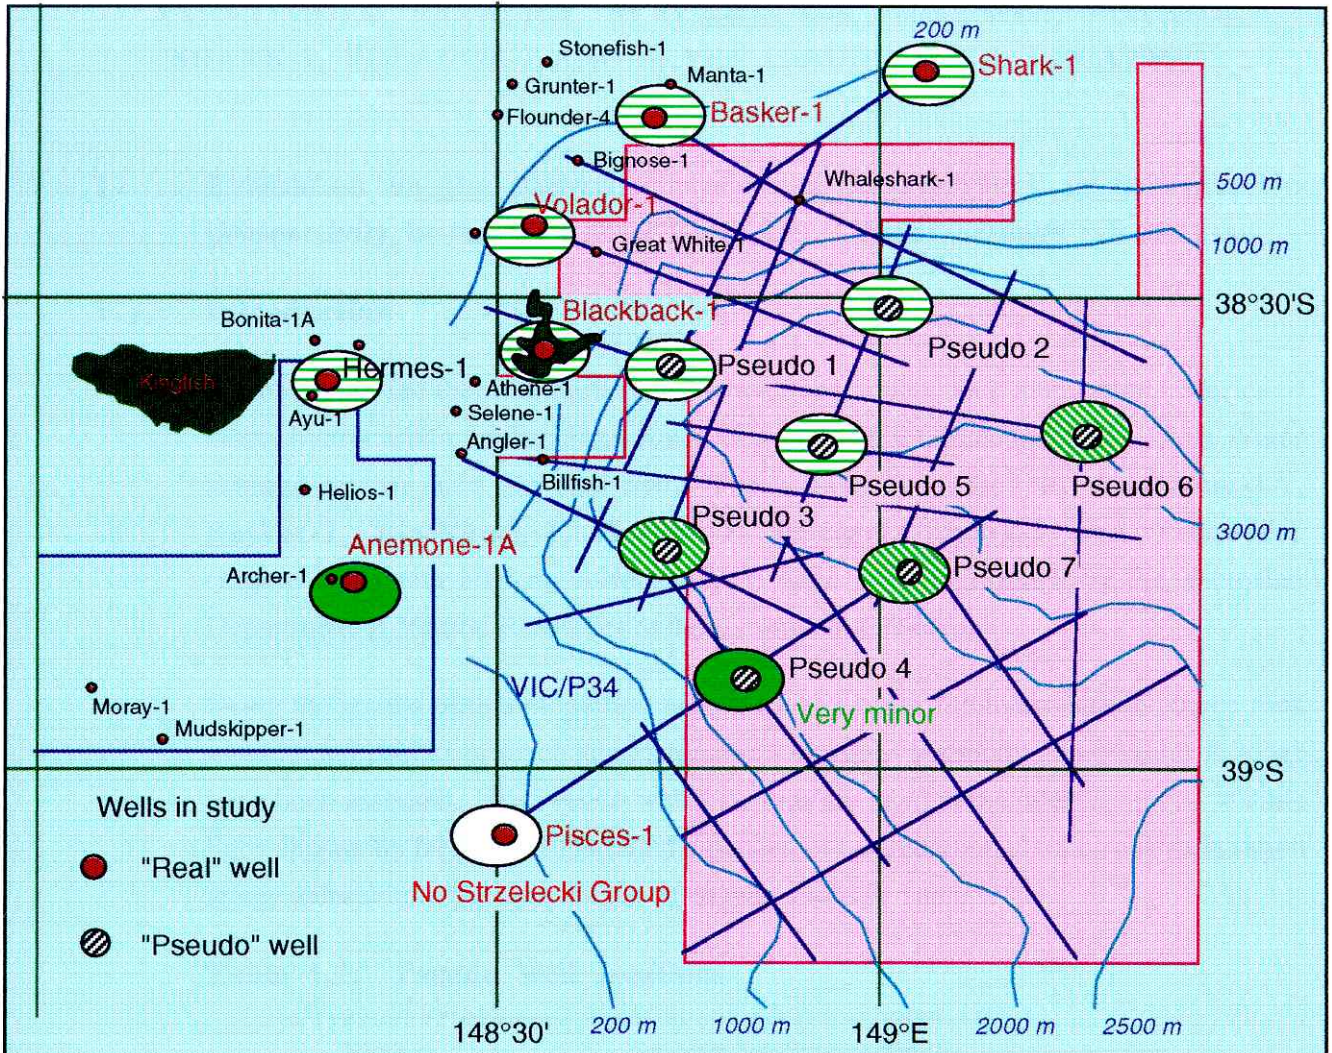 200 m
Stonefish-1
Shark-1
Manta-1
Grunter-1
Basker-1
Flounder-4
Bignose-1
Whaleshark-1
500 m
Volador-1
Great White-1
1000 m
38°30'S
Blackback-1
Bonita-1A
Pseudo 2
Hermes-1
Pseudo 1
Kingfish
Athene-1
Ayu-1
Selene-1
Angler-1
Billfish-1
Pseudo 5
Pseudo 6
Helios-1
Pseudo 3
3000 m
Anemone-1A
Archer-1
Pseudo 7
Pseudo 4
VIC/P34
Moray-1
Very minor
Mudskipper-1
39°S
Wells in study
"Real" well
Pisces-1
No Strzelecki Group
"Pseudo" well
148°30'
200 m
1000 m
149°E
2000 m
2500 m